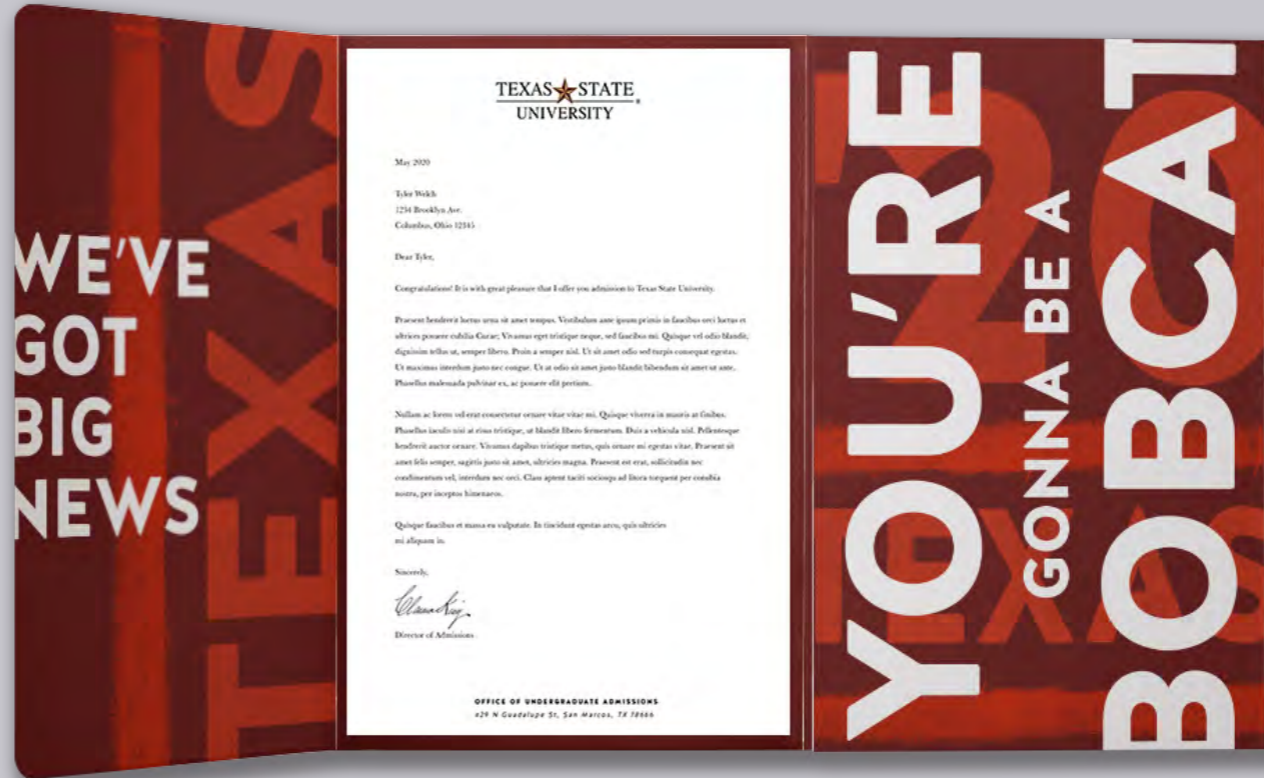 WE'VE
GOT
BIG
NEWS
TEXAS
TEXAS STATE
UNIVERSITY
May 2020
Tyler Welch
1234 Brooklyn Ave.
Columbus, Ohio 12345
Dear Tyler,
Congratulations! It is with great pleasure that I offer you admission to Texas State University.
Praesent hendrerit luctus urna sit amet tempus. Vestibulum ante ipsum primis in faucibus orci luctus et
ultrices posuere cubilia Curae; Vivamus eget tristique neque, sed faucibus mi. Quisque vel odio blandit,
dignissim tellus ut, semper libero. Proin a semper nisl. Ut sit amet odio sed turpis consequat egestas.
Ut maximus interdum justo nec congue. Ut at odio sit amet justo blandit bibendum sit amet ut ante.
Phasellus malesuada pulvinar ex, ac posuere elit pretium.
Nullam ac lorem vel erat consectetur ornare vitae vitae mi. Quisque viverra in mauris at finibus.
Phasellus iaculis nisi at risus tristique, ut blandit libero fermentum. Duis a vehicula nisl. Pellentesque
hendrerit auctor ornare. Vivamus dapibus tristique metus, quis ornare mi egestas vitae. Praesent sit
amet felis semper, sagittis justo sit amet, ultricies magna. Praesent est erat, sollicitudin nec
condimentum vel, interdum nec orci. Class aptent taciti sociosqu ad litora torquent per conubia
nostra, per inceptos himenaeos.
Quisque faucibus et massa eu vulputate. In tincidunt egestas arcu, quis ultricies
mi aliquam in.
Sincerely,
Director of Admissions
OFFICE OF UNDERGRADUATE ADMISSIONS
429 N Guadalupe St, San Marcos, TX 78666
YOU'RE
GONNA BE A
BOBCAT
20
TEXAS